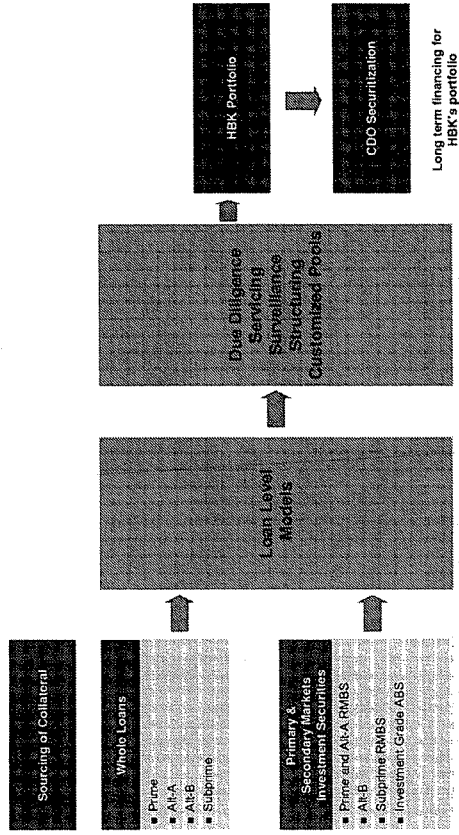 Sourcing of Collateral
Whole Loans
■ Prime
■ Alt-A
■ Alt-B
■ Subprime
Primary &
Secondary Markets
Investment Securities
■ Prime and Alt-A RMBS
■ Alt-B
■ Subprime RMBS
■ Investment Grade ABS
Loan Level
Models
Due Diligence
Servicing
Surveillance
Structuring
Customized Pools
HBK Portfolio
CDO Securitization
Long term financing for
HBK's portfolio